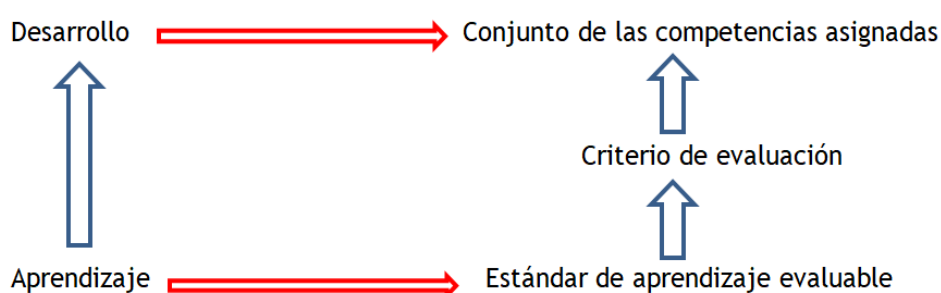 Desarrollo
Conjunto de las competencias asignadas
Criterio de evaluación
Aprendizaje
Estándar de aprendizaje evaluable